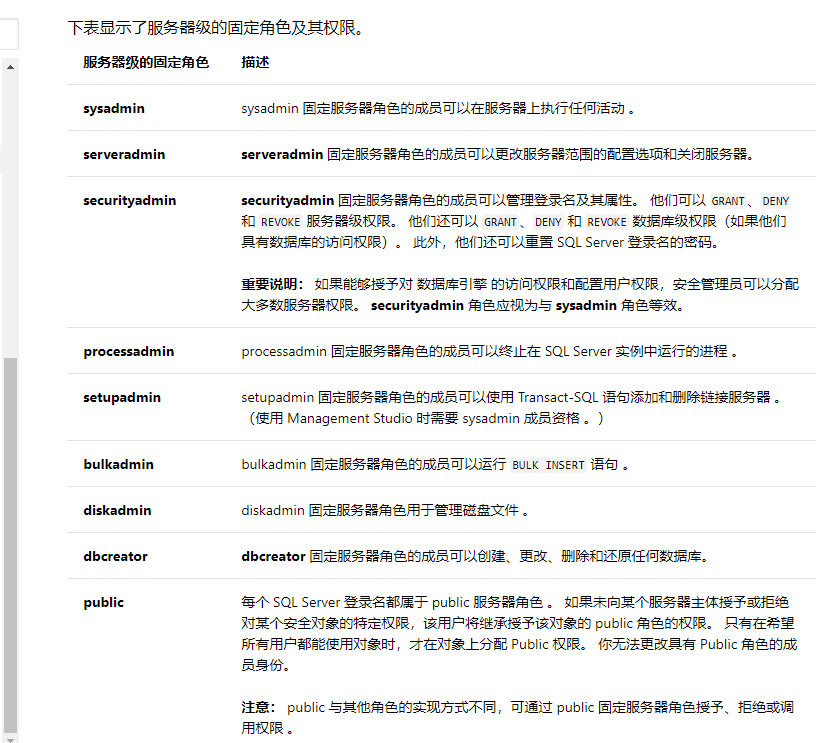 下表显示了服务器级的固定角色及其权限。
服务器级的固定角色 描述
sysadmin sysadmin 固定服务器角色的成员可以在服务器上执行任何活动 。
serveradmin serveradmin 固定服务器角色的成员可以更改服务器范围的配置选项和关闭服务器。
securityadmin securityadmin 固定服务器角色的成员可以管理登录名及其属性。 他们可以 GRANT、DENY
和 REVOKE 服务器级权限。 他们还可以 GRANT、DENY 和 REVOKE 数据库级权限（如果他们
具有数据库的访问权限）。 此外，他们还可以重置 SQL Server 登录名的密码。
重要说明： 如果能够授予对 数据库引擎 的访问权限和配置用户权限，安全管理员可以分配
大多数服务器权限。 securityadmin 角色应视为与 sysadmin 角色等效。
processadmin processadmin 固定服务器角色的成员可以终止在 SQL Server 实例中运行的进程 。
setupadmin setupadmin 固定服务器角色的成员可以使用 Transact-SQL 语句添加和删除链接服务器 。
（使用 Management Studio 时需要 sysadmin 成员资格 。）
bulkadmin bulkadmin 固定服务器角色的成员可以运行 BULK INSERT 语句 。
diskadmin diskadmin 固定服务器角色用于管理磁盘文件 。
dbcreator dbcreator 固定服务器角色的成员可以创建、更改、删除和还原任何数据库。
public 每个 SQL Server 登录名都属于 public 服务器角色 。 如果未向某个服务器主体授予或拒绝
对某个安全对象的特定权限，该用户将继承授予该对象的 public 角色的权限。 只有在希望
所有用户都能使用对象时，才在对象上分配 Public 权限。 你无法更改具有 Public 角色的成
员身份。
注意： public 与其他角色的实现方式不同，可通过 public 固定服务器角色授予、拒绝或调
用权限 。